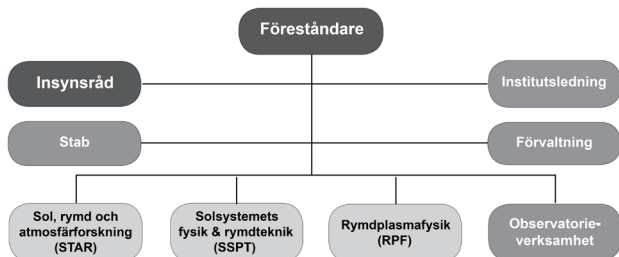 Föreståndare
Insynsråd
Institutsledning
Stab
Förvaltning
Sol, rymd och
atmosfärforskning
(STAR)
Solsystemets
fysik & rymdteknik
(SSPT)
Rymdplasmafysik
(RPF)
Observatorie-
verksamhet